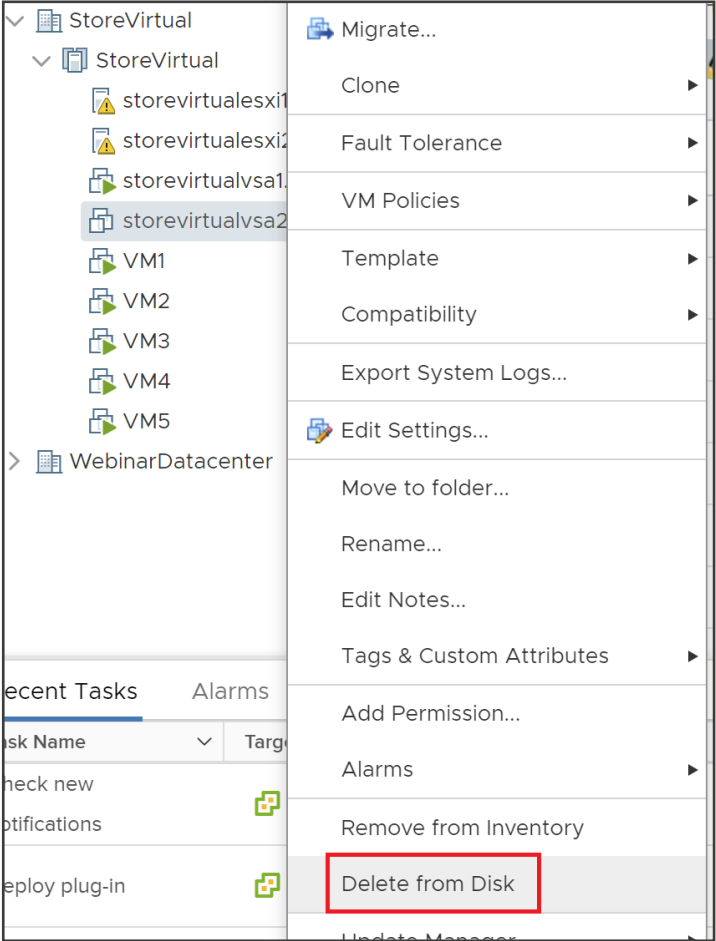 StoreVirtual
StoreVirtual
storevirtualesxi1
storevirtualesxi2
storevirtualvsa1.
storevirtualvsa2
VM1
VM2
VM3
VM4
VM5
WebinarDatacenter
Migrate...
Clone
Fault Tolerance
VM Policies
Template
Compatibility
Export System Logs...
Edit Settings...
Move to folder...
Rename...
Edit Notes...
Tags & Custom Attributes
Add Permission...
Alarms
Remove from Inventory
Delete from Disk
Update Manager
ecent Tasks Alarms
ask Name Targe
heck new
otifications
eploy plug-in